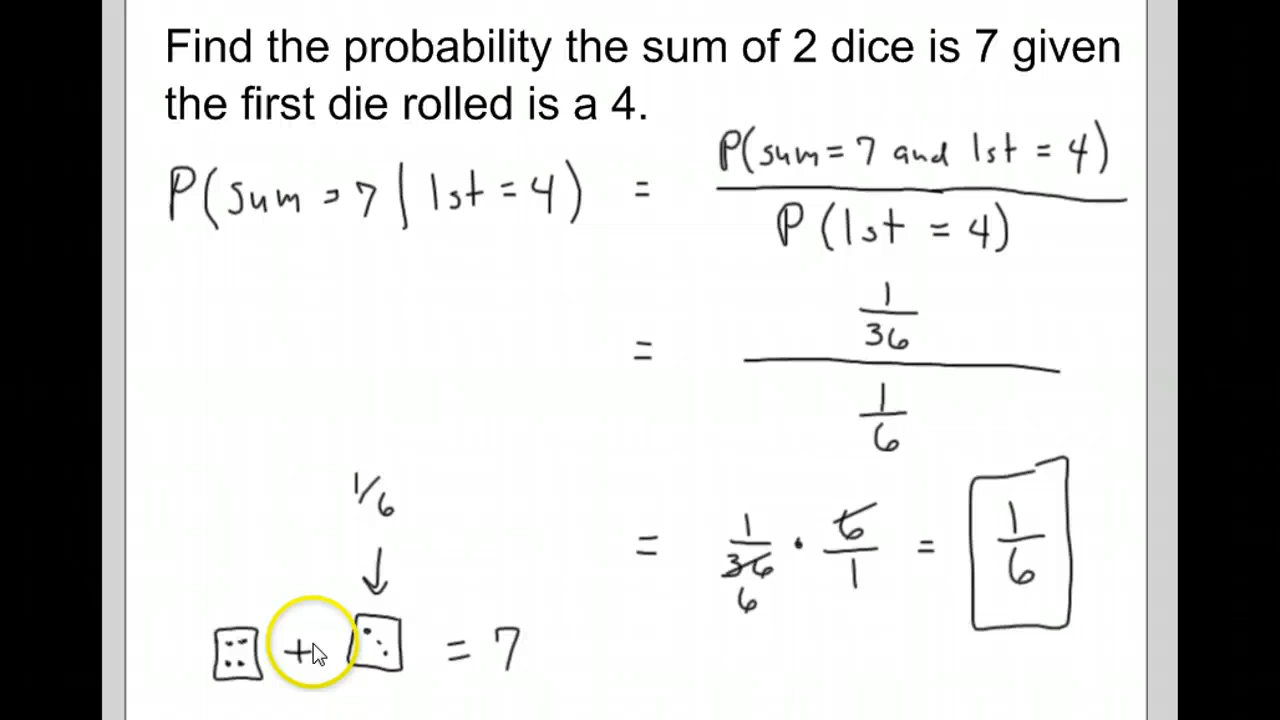 Find the probability the sum of 2 dice is 7 given
the first die rolled is a 4.
P(sum = 7 | 1st = 4) = P(sum = 7 and 1st = 4)
P(1st = 4)
= 1/36
1/6
= 1/36 6 · 6/1 = 1/6
1/6
+ = 7